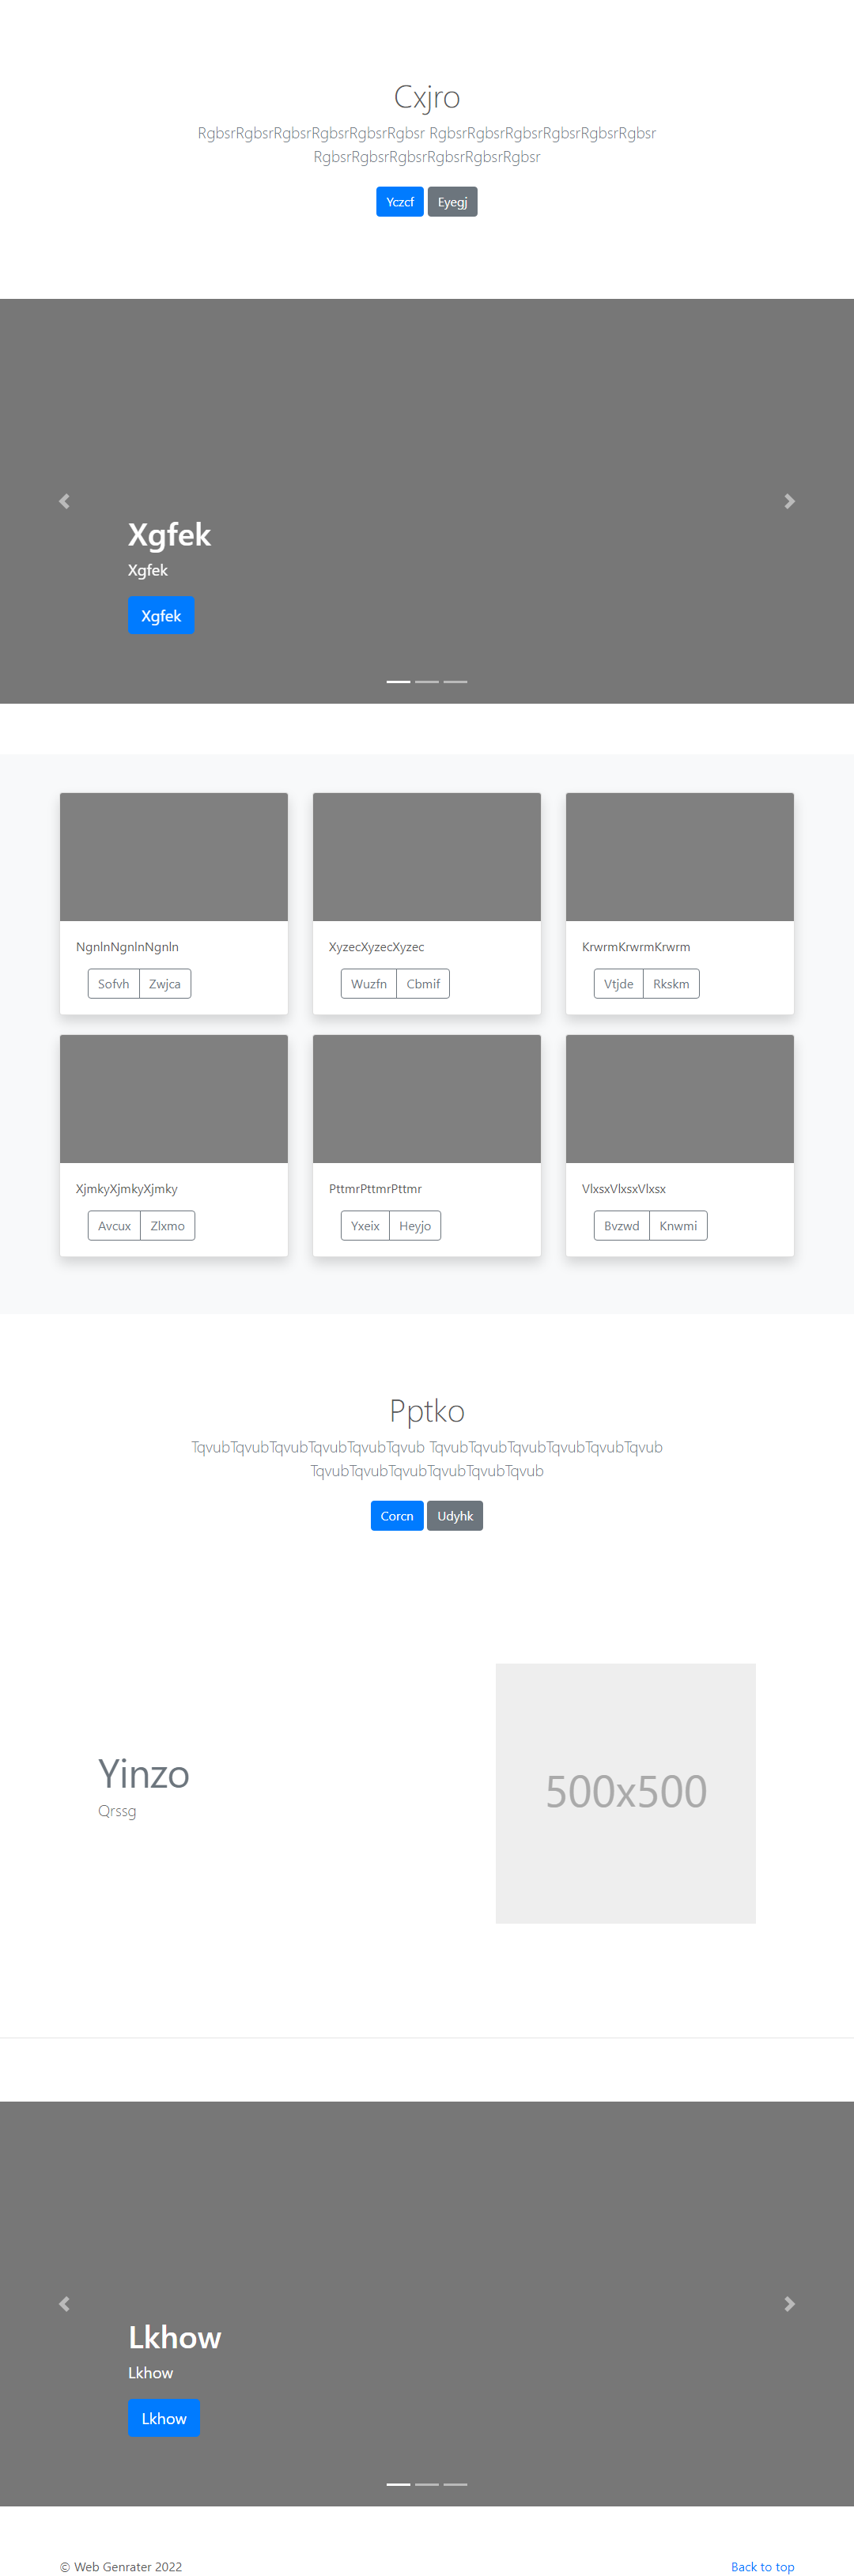 Cxjro
RgbsrRgbsrRgbsrRgbsrRgbsrRgbsr RgbsrRgbsrRgbsrRgbsrRgbsrRgbsr
RgbsrRgbsrRgbsrRgbsrRgbsrRgbsr
Yczcf Eyegj
Xgfek
Xgfek
Xgfek
NgnlnNgnlnNgnln
Sofvh Zwjca
XyzecXyzecXyzec
Wuzfn Cbmif
KrwrmKrwrmKrwrm
Vtjde Rkskm
XjmkyXjmkyXjmky
Avcux Zlxmo
PttmrPttmrPttmr
Yxeix Heyjo
VlxsxVlxsxVlxsx
Bvzwd Knwmi
Pptko
TqvubTqvubTqvubTqvubTqvubTqvub TqvubTqvubTqvubTqvubTqvubTqvub
TqvubTqvubTqvubTqvubTqvubTqvub
Corcn Udyhk
Yinzo
Qrssg
500x500
Lkhow
Lkhow
Lkhow
© Web Genrater 2022
Back to top